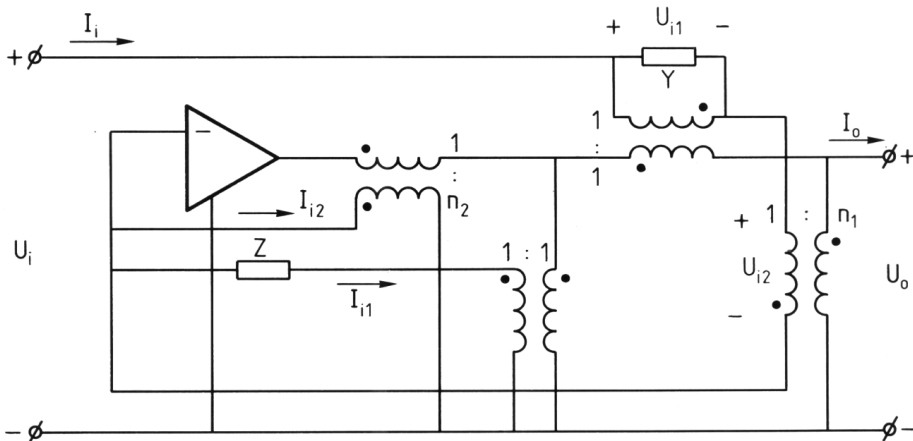 I_i
+ U_i1 −
+
Y
−
1
:
n_2
1
:
1
I_o
+
I_i2
+
1 : n_1
U_i
Z
1 : 1
U_i2
U_o
I_i1
−
−
−